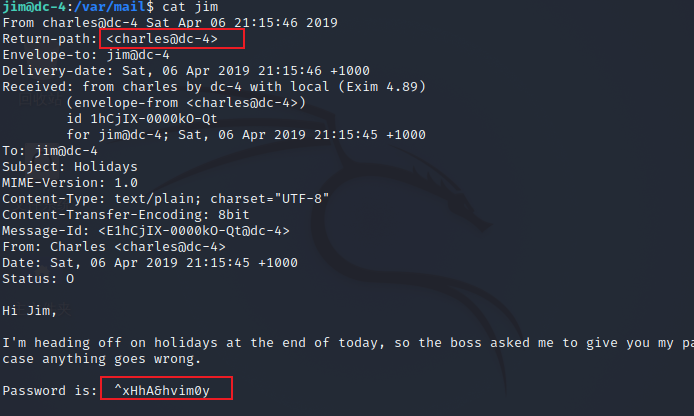 jim@dc-4:/var/mail$ cat jim
From charles@dc-4 Sat Apr 06 21:15:46 2019
Return-path: <charles@dc-4>
Envelope-to: jim@dc-4
Delivery-date: Sat, 06 Apr 2019 21:15:46 +1000
Received: from charles by dc-4 with local (Exim 4.89)
(envelope-from <charles@dc-4>)
id 1hCjIX-0000kO-Qt
for jim@dc-4; Sat, 06 Apr 2019 21:15:45 +1000
To: jim@dc-4
Subject: Holidays
MIME-Version: 1.0
Content-Type: text/plain; charset="UTF-8"
Content-Transfer-Encoding: 8bit
Message-Id: <E1hCjIX-0000kO-Qt@dc-4>
From: Charles <charles@dc-4>
Date: Sat, 06 Apr 2019 21:15:45 +1000
Status: O
Hi Jim,
I'm heading off on holidays at the end of today, so the boss asked me to give you my pa
case anything goes wrong.
Password is: ^xHhA&hvim0y